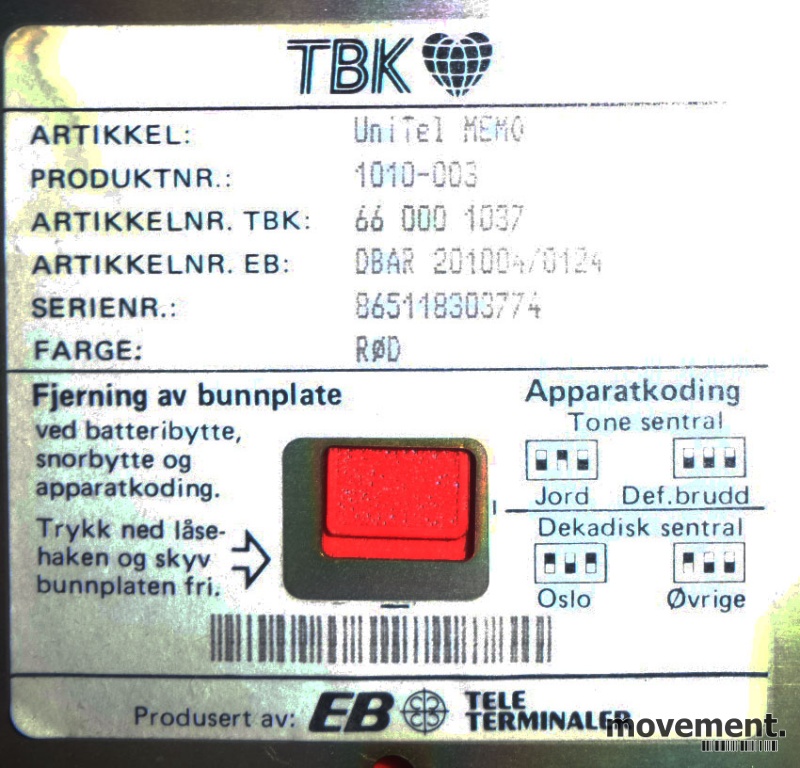 TBK
ARTIKKEL: UniTel MEMO
PRODUKTNR.: 1010-003
ARTIKKELNR. TBK: 66 000 1037
ARTIKKELNR. EB: DBAR 201004/0124
SERIENR.: 865118303774
FARGE: RØD
Fjerning av bunnplate
ved batteribytte,
snorbytte og
apparatkoding.
Trykk ned låse-
haken og skyv
bunnplaten fri.
Apparatkoding
Tone sentral
Jord Def.brudd
Dekadisk sentral
Oslo Øvrige
Produsert av: EB TELE
TERMINALER
movement.